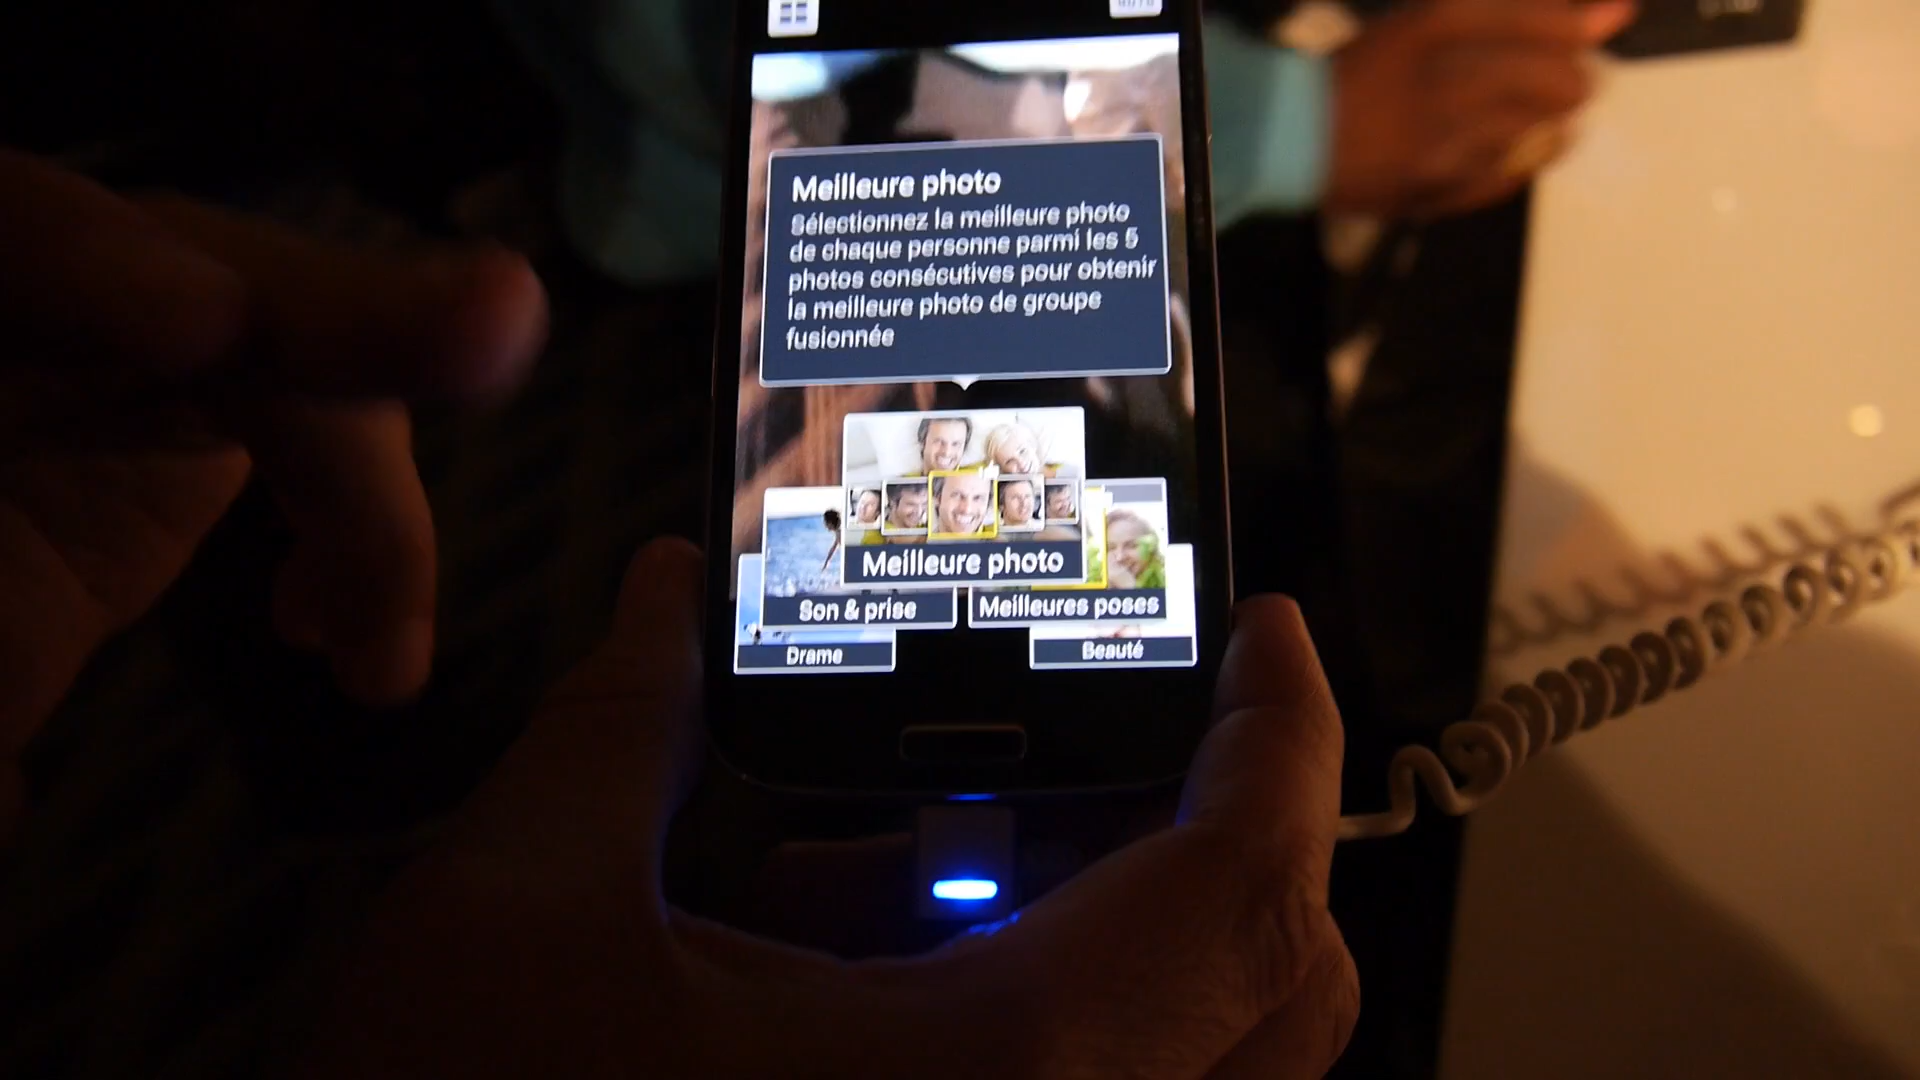 Meilleure photo
Sélectionnez la meilleure photo
de chaque personne parmi les 5
photos consécutives pour obtenir
la meilleure photo de groupe
fusionnée
Meilleure photo
Son & prise
Meilleures poses
Drame
Beauté